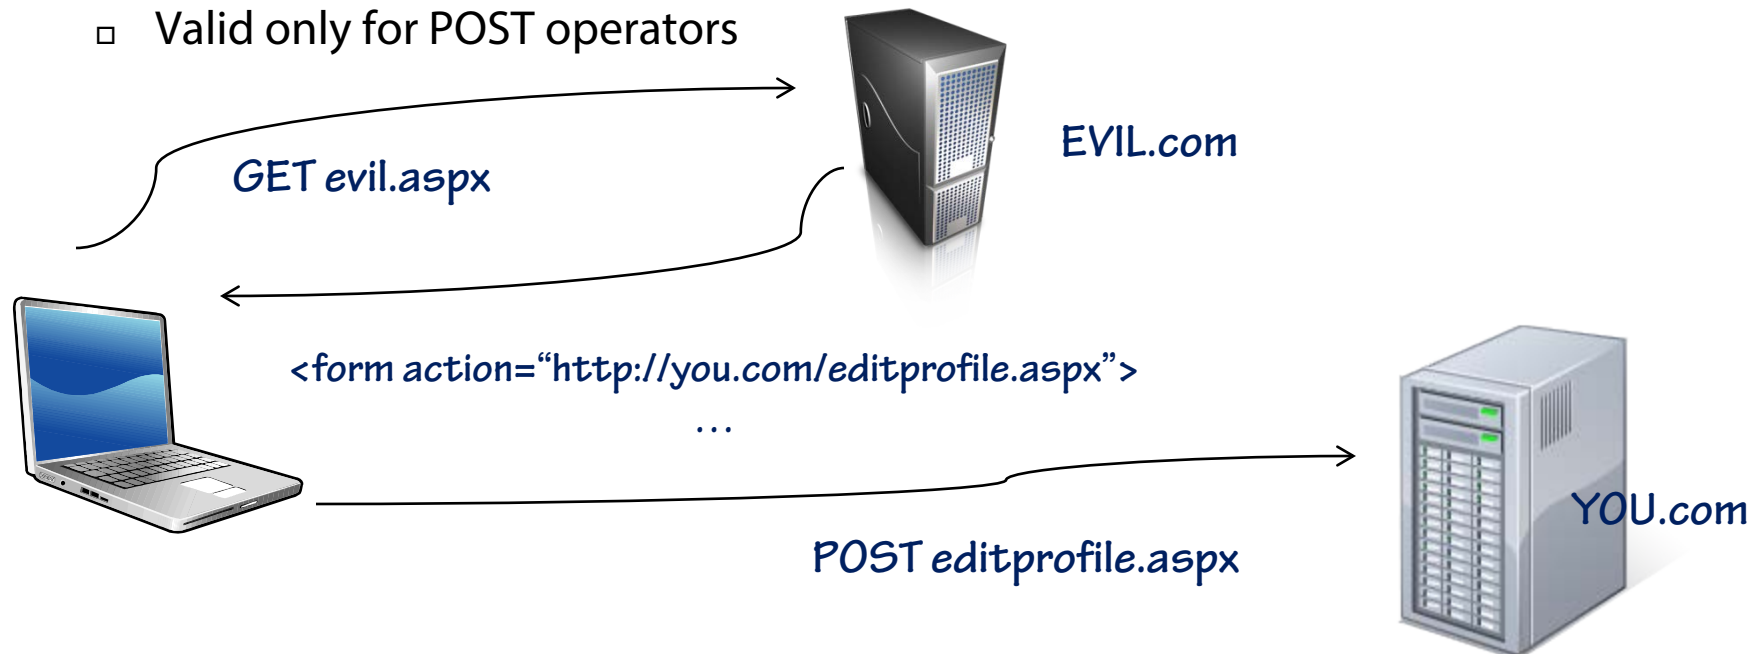 ▫ Valid only for POST operators
EVIL.com
GET evil.aspx
<form action=“http://you.com/editprofile.aspx”>
...
YOU.com
POST editprofile.aspx